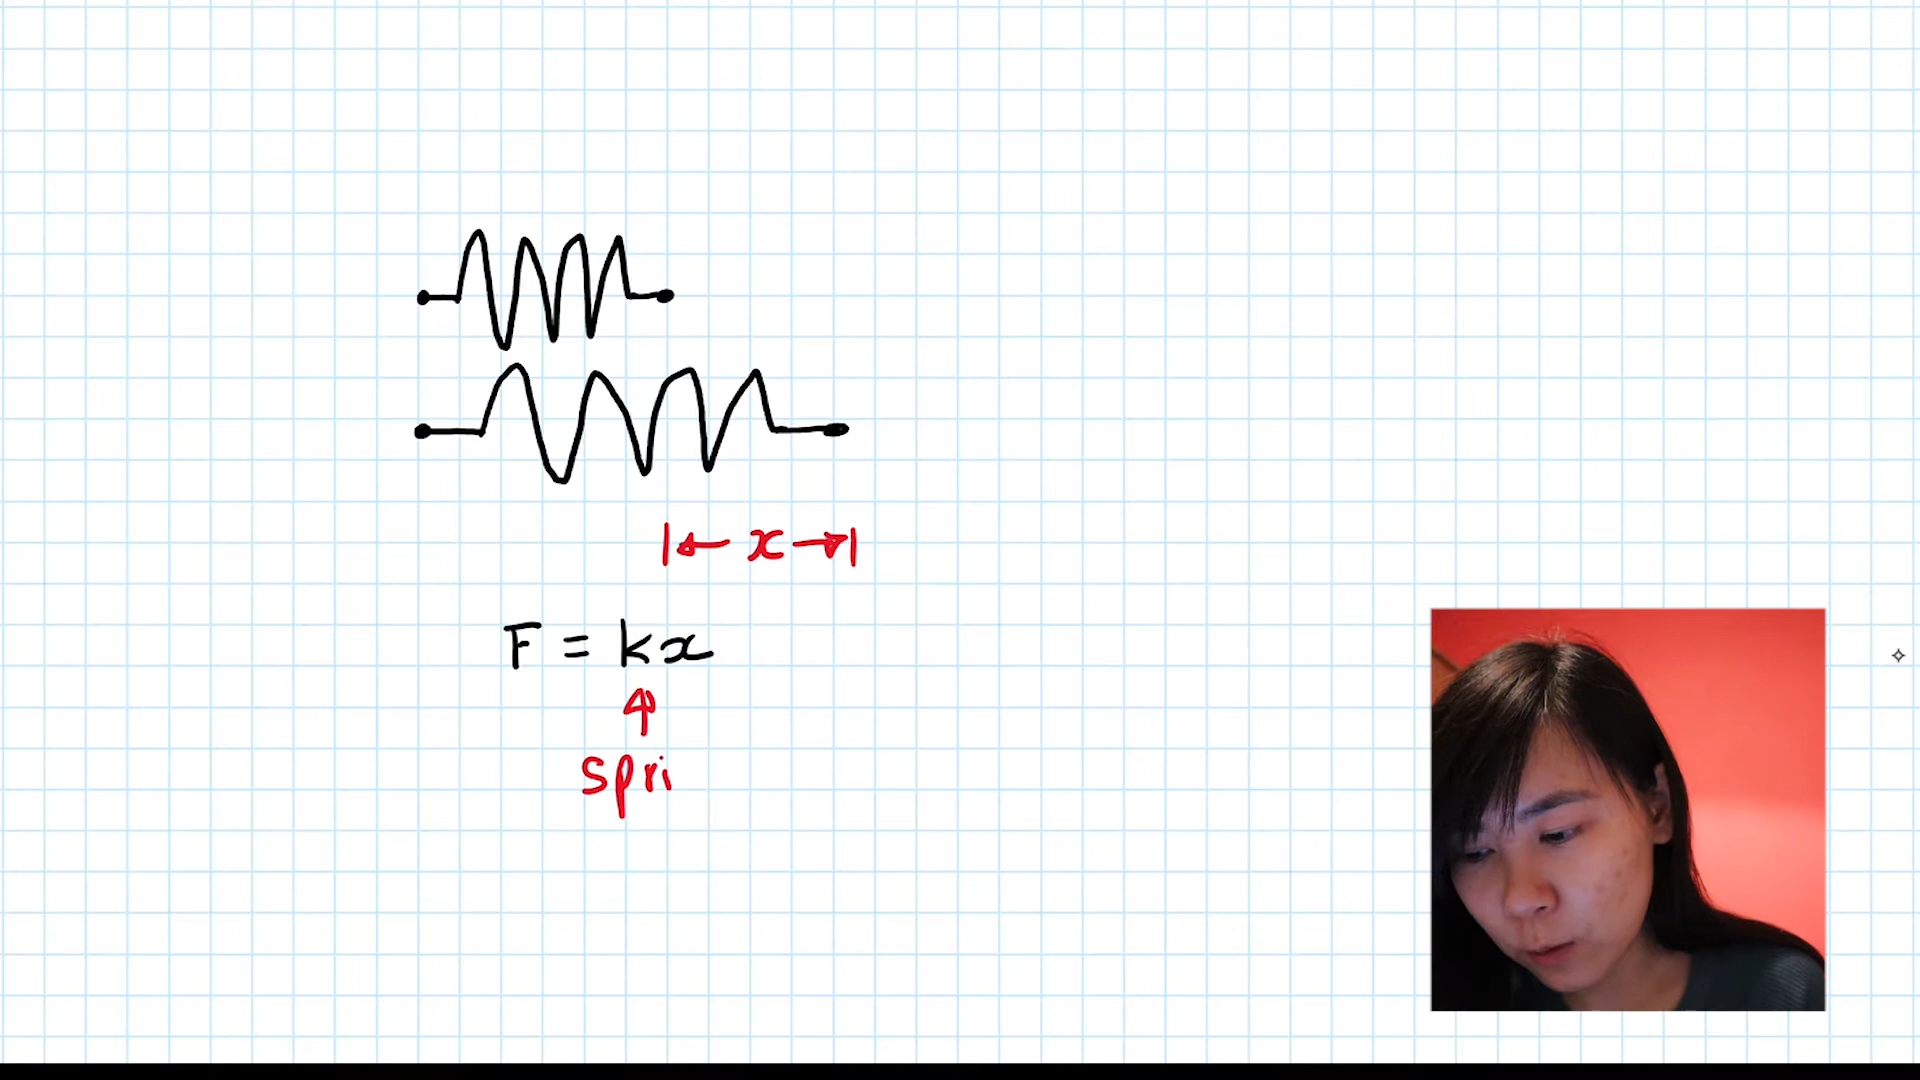 x
F = kx
spri